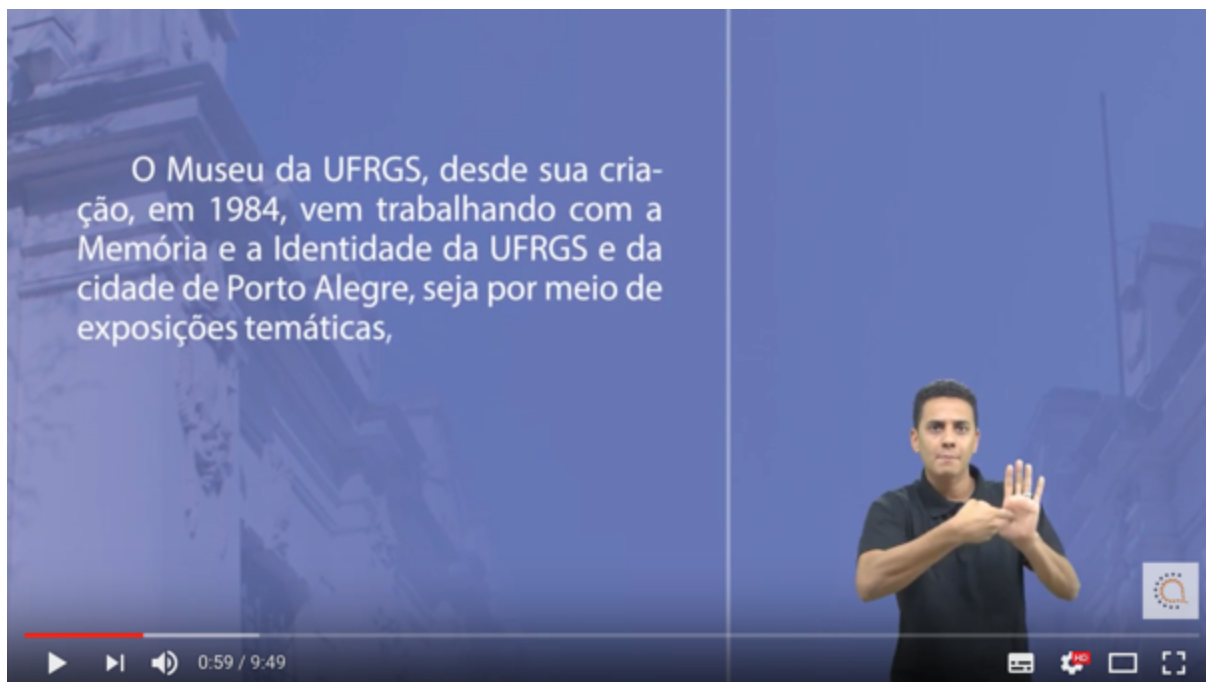 O Museu da UFRGS, desde sua cria-
ção, em 1984, vem trabalhando com a
Memória e a Identidade da UFRGS e da
cidade de Porto Alegre, seja por meio de
exposições temáticas,
0:59 / 9:49
HD